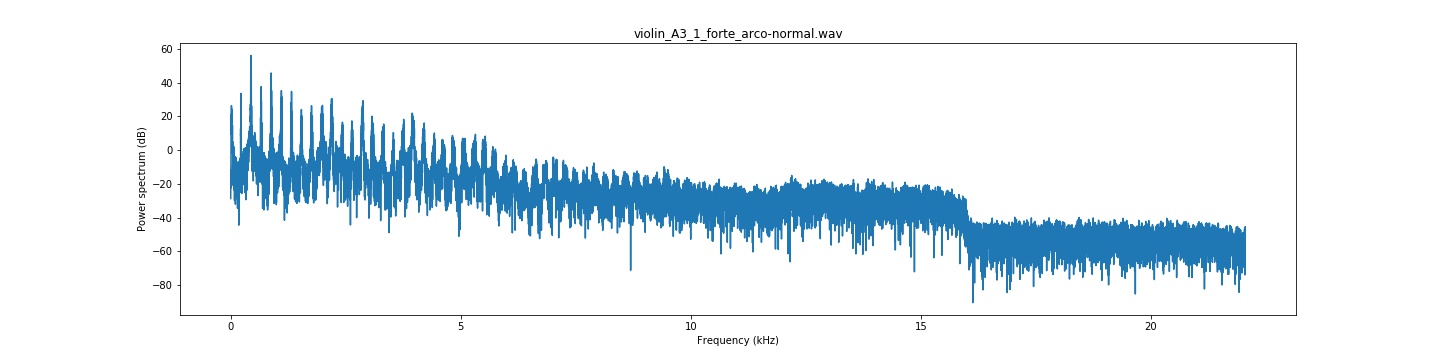 violin_A3_1_forte_arco-normal.wav
60
40
20
0
−20
−40
−60
−80
Power spectrum (dB)
0 5 10 15 20
Frequency (kHz)